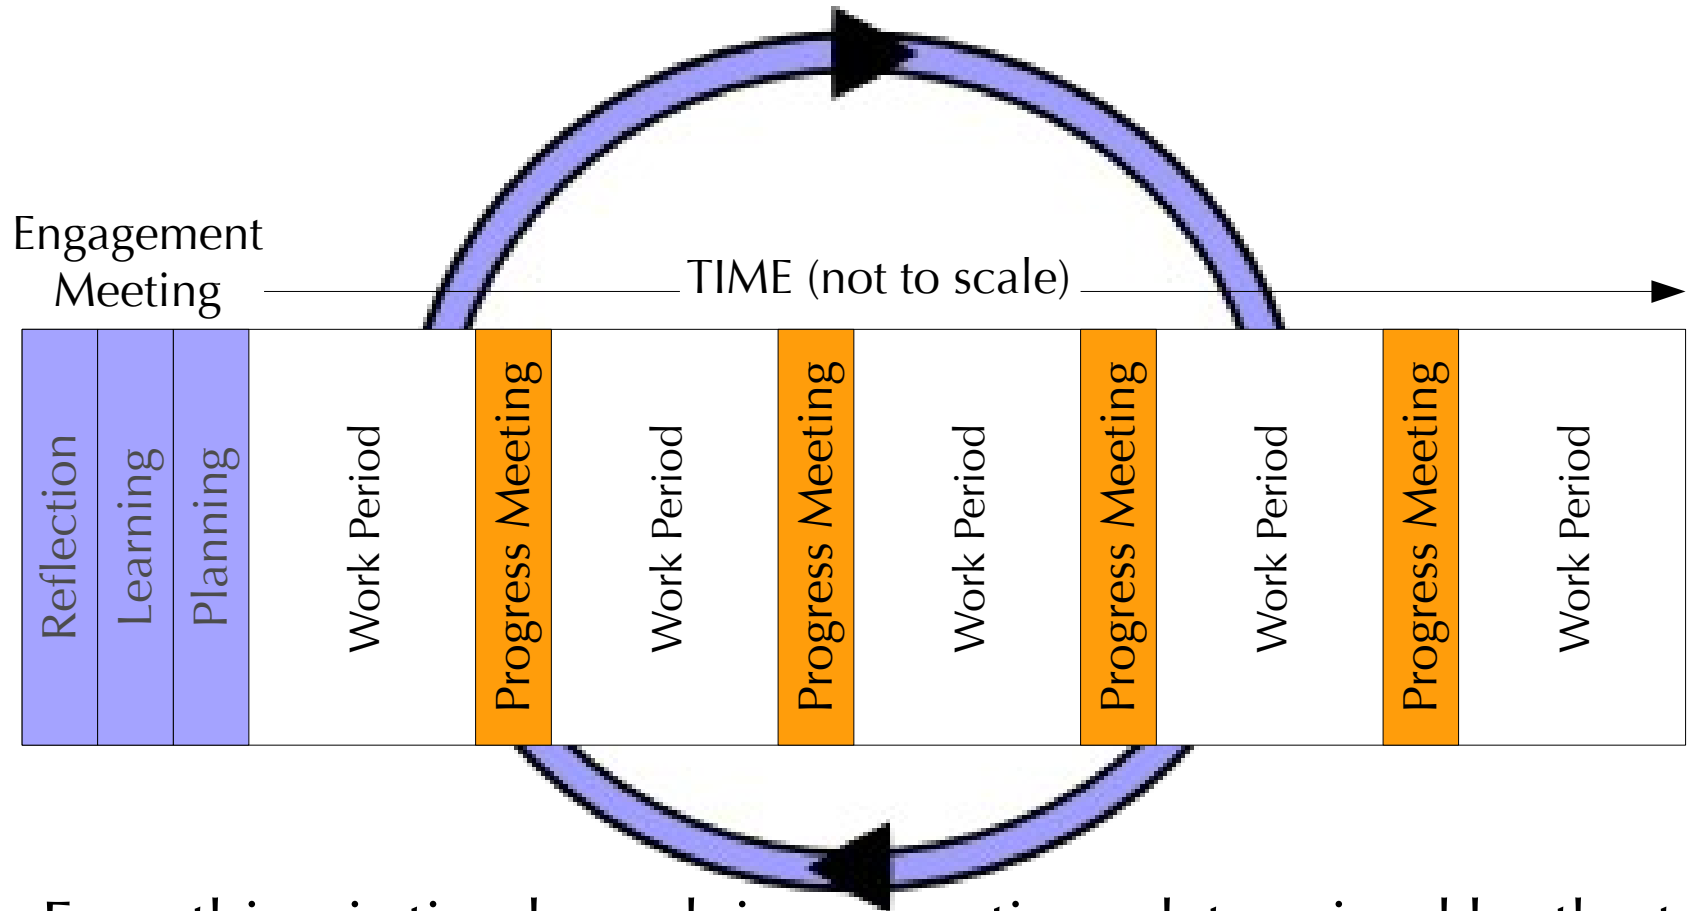 Engagement
Meeting
TIME (not to scale)
Reflection
Learning
Planning
Work Period
Progress Meeting
Work Period
Progress Meeting
Work Period
Progress Meeting
Work Period
Progress Meeting
Work Period